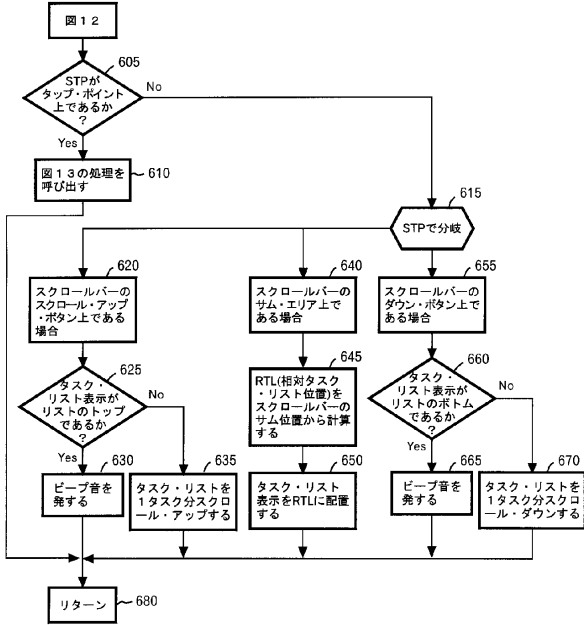 図１２
605
STPが
タップ・ポイント
上であるか
？
No
Yes
図１３の処理を
呼び出す
610
615
STPで分岐
620
スクロールバーの
スクロール・アップ
・ボタン上である
場合
640
スクロールバーの
サム・エリア上で
ある場合
655
スクロールバーの
ダウン・ボタン上で
ある場合
625
タスク・
リスト表示が
リストのトップ
であるか
？
No
Yes
645
RTL(相対タスク
・リスト位置)を
スクロールバーの
サム位置から計算
する
660
タスク・
リスト表示が
リストのボトム
であるか
？
No
Yes
630
ビープ音を
発する
635
タスク・リストを
１タスク分スクロ
ール・アップする
650
タスク・リスト
表示をRTLに配置
する
665
ビープ音を
発する
670
タスク・リストを
１タスク分スクロ
ール・ダウンする
リターン
680